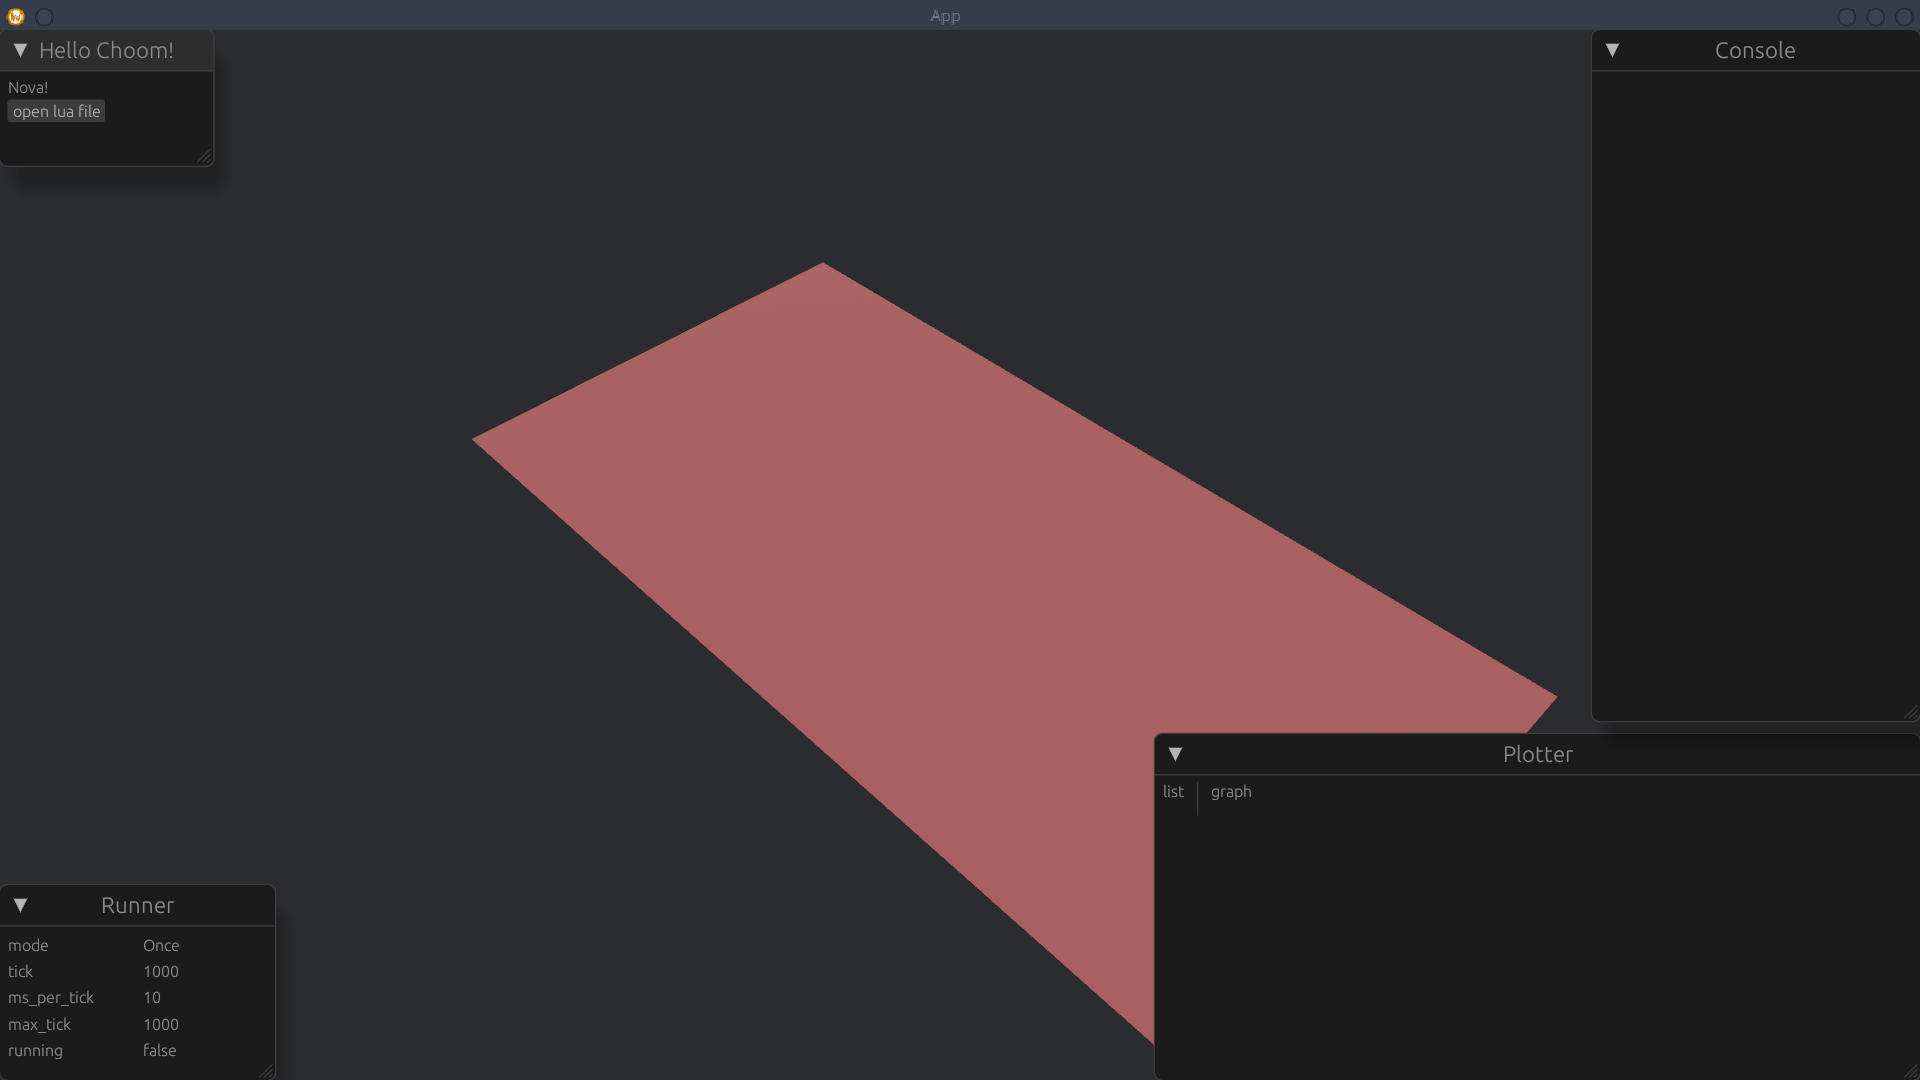 App
▼ Hello Choom!
Nova!
open lua file
▼ Console
▼ Plotter
list graph
▼ Runner
mode Once
tick 1000
ms_per_tick 10
max_tick 1000
running false